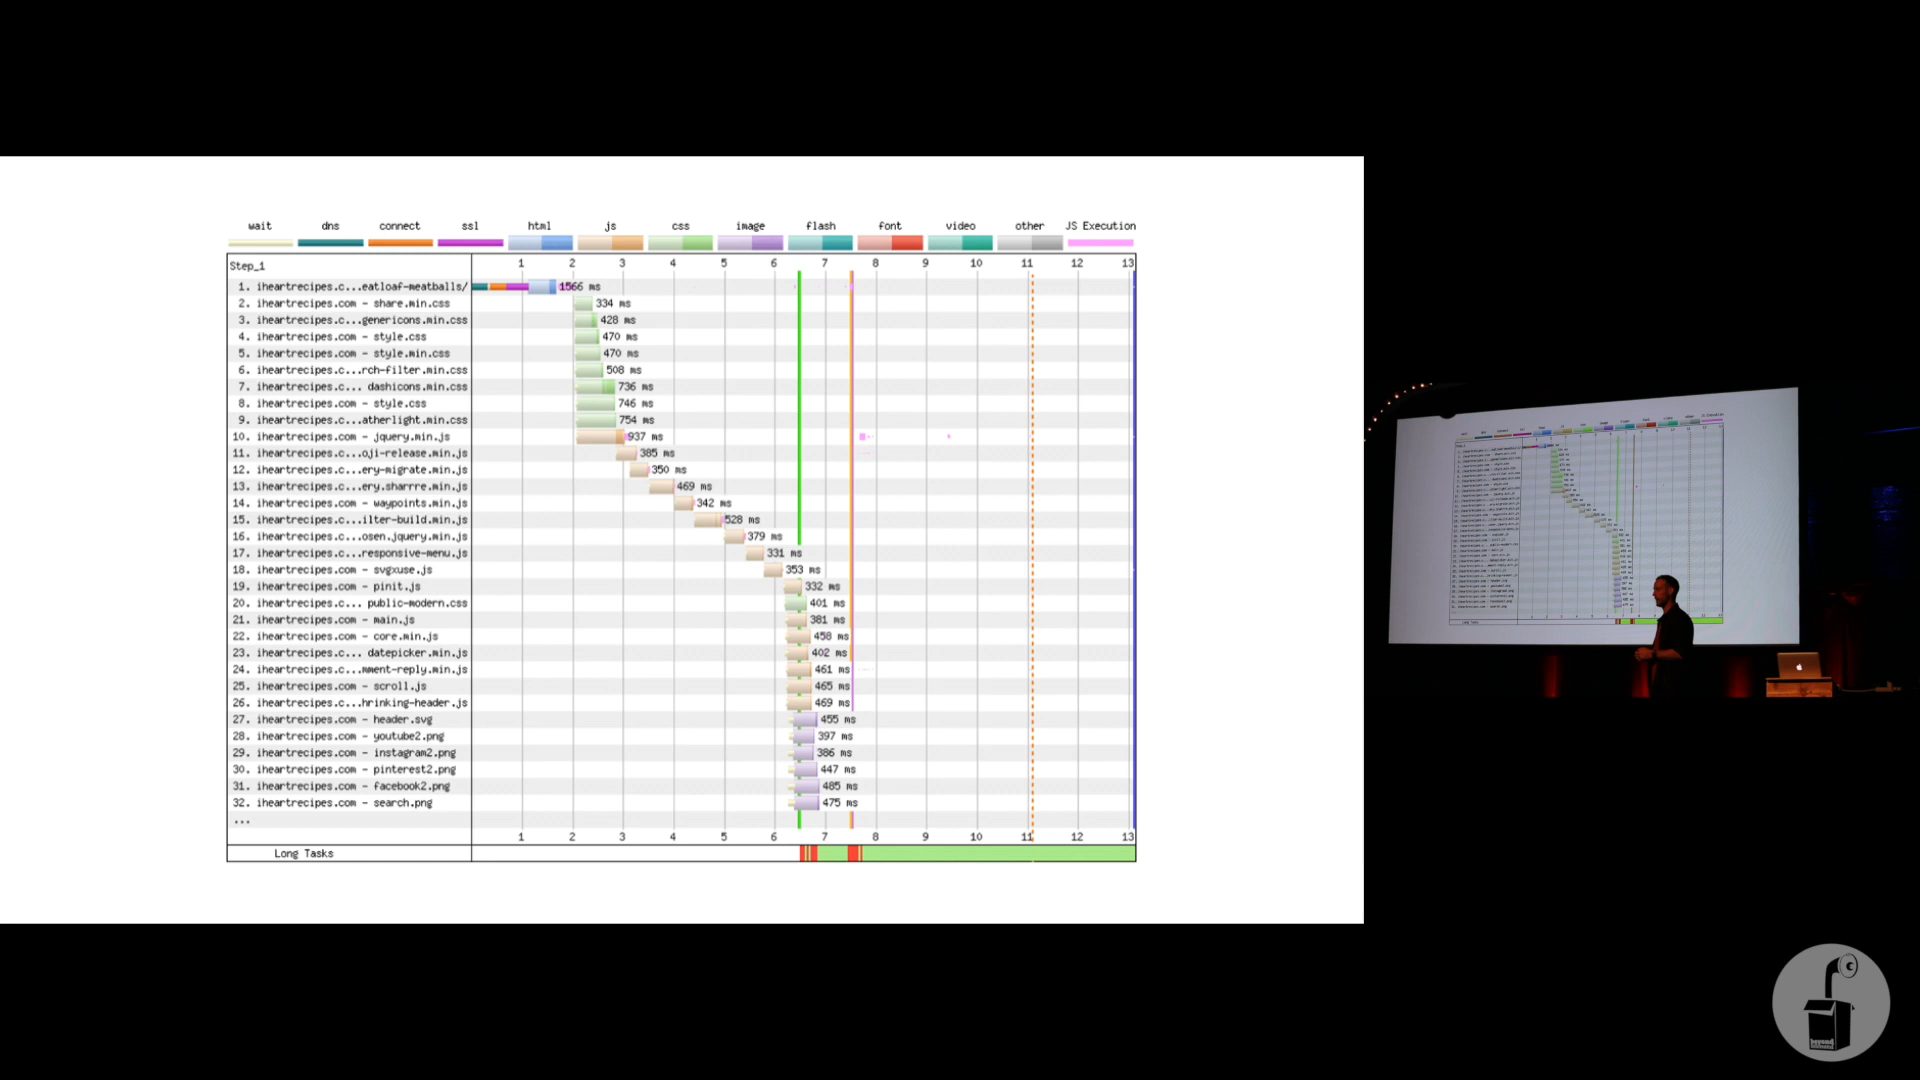 wait dns connect ssl html js css image flash font video other JS Execution
Step_1 1 2 3 4 5 6 7 8 9 10 11 12 13
1. iheartrecipes.c...eatloaf-meatballs/ 1566 ms
2. iheartrecipes.com - share.min.css 334 ms
3. iheartrecipes.c...genericons.min.css 428 ms
4. iheartrecipes.com - style.css 470 ms
5. iheartrecipes.com - style.min.css 470 ms
6. iheartrecipes.c...rch-filter.min.css 508 ms
7. iheartrecipes.c... dashicons.min.css 736 ms
8. iheartrecipes.com - style.css 746 ms
9. iheartrecipes.c...atherlight.min.css 754 ms
10. iheartrecipes.com - jquery.min.js 937 ms
11. iheartrecipes.c...oji-release.min.js 385 ms
12. iheartrecipes.c...ery-migrate.min.js 350 ms
13. iheartrecipes.c...ery.sharrre.min.js 469 ms
14. iheartrecipes.com - waypoints.min.js 342 ms
15. iheartrecipes.c...ilter-build.min.js 528 ms
16. iheartrecipes.c...osen.jquery.min.js 379 ms
17. iheartrecipes.c...responsive-menu.js 331 ms
18. iheartrecipes.com - svgxuse.js 353 ms
19. iheartrecipes.com - pinit.js 332 ms
20. iheartrecipes.c... public-modern.css 401 ms
21. iheartrecipes.com - main.js 381 ms
22. iheartrecipes.com - core.min.js 458 ms
23. iheartrecipes.c... datepicker.min.js 402 ms
24. iheartrecipes.c...mment-reply.min.js 461 ms
25. iheartrecipes.com - scroll.js 465 ms
26. iheartrecipes.c...hrinking-header.js 469 ms
27. iheartrecipes.com - header.svg 455 ms
28. iheartrecipes.com - youtube2.png 397 ms
29. iheartrecipes.com - instagram2.png 386 ms
30. iheartrecipes.com - pinterest2.png 447 ms
31. iheartrecipes.com - facebook2.png 485 ms
32. iheartrecipes.com - search.png 475 ms
...
1 2 3 4 5 6 7 8 9 10 11 12 13
Long Tasks
beyond